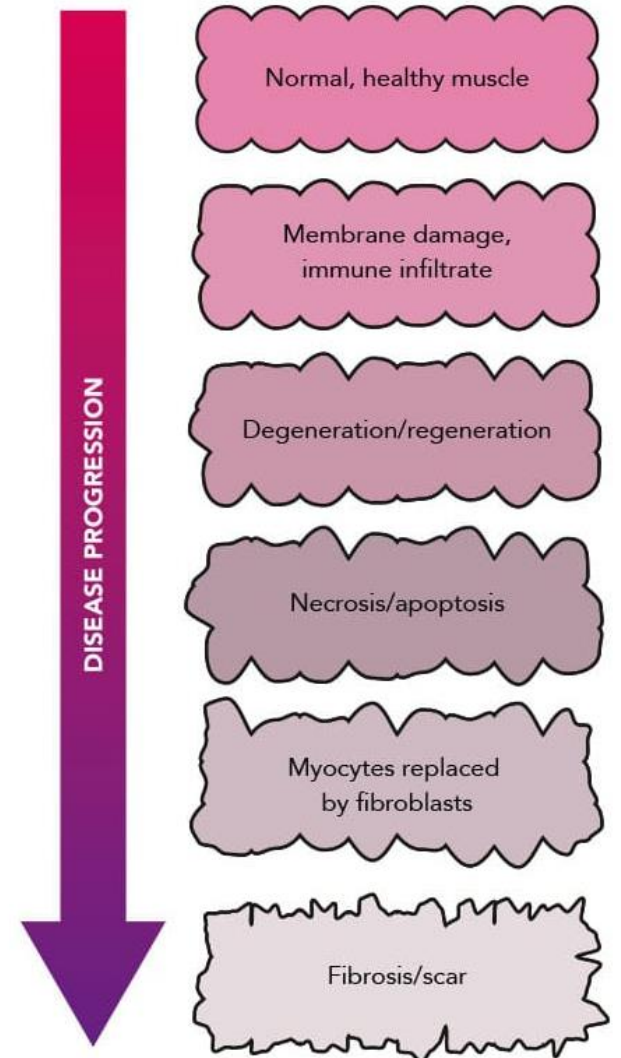 DISEASE PROGRESSION
Normal, healthy muscle
Membrane damage,
immune infiltrate
Degeneration/regeneration
Necrosis/apoptosis
Myocytes replaced
by fibroblasts
Fibrosis/scar